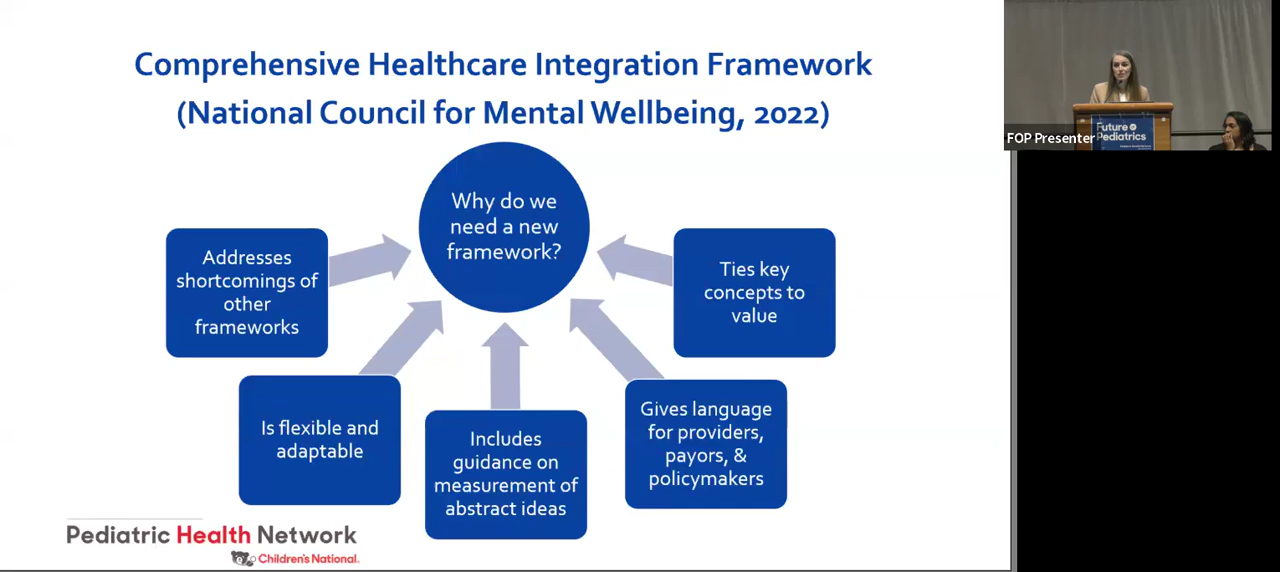 Comprehensive Healthcare Integration Framework
(National Council for Mental Wellbeing, 2022)
Why do we
need a new
framework?
Addresses
shortcomings of
other
frameworks
Is flexible and
adaptable
Includes
guidance on
measurement of
abstract ideas
Gives language
for providers,
payors, &
policymakers
Ties key
concepts to
value
Pediatric Health Network
Children's National.
FOP Presenter
Future of
Pediatrics